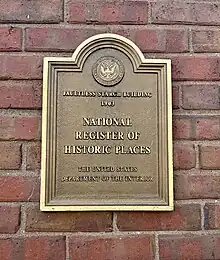 FAULTLESS STARCH BUILDING
1903
NATIONAL
REGISTER OF
HISTORIC PLACES
THE UNITED STATES
DEPARTMENT OF THE INTERIOR